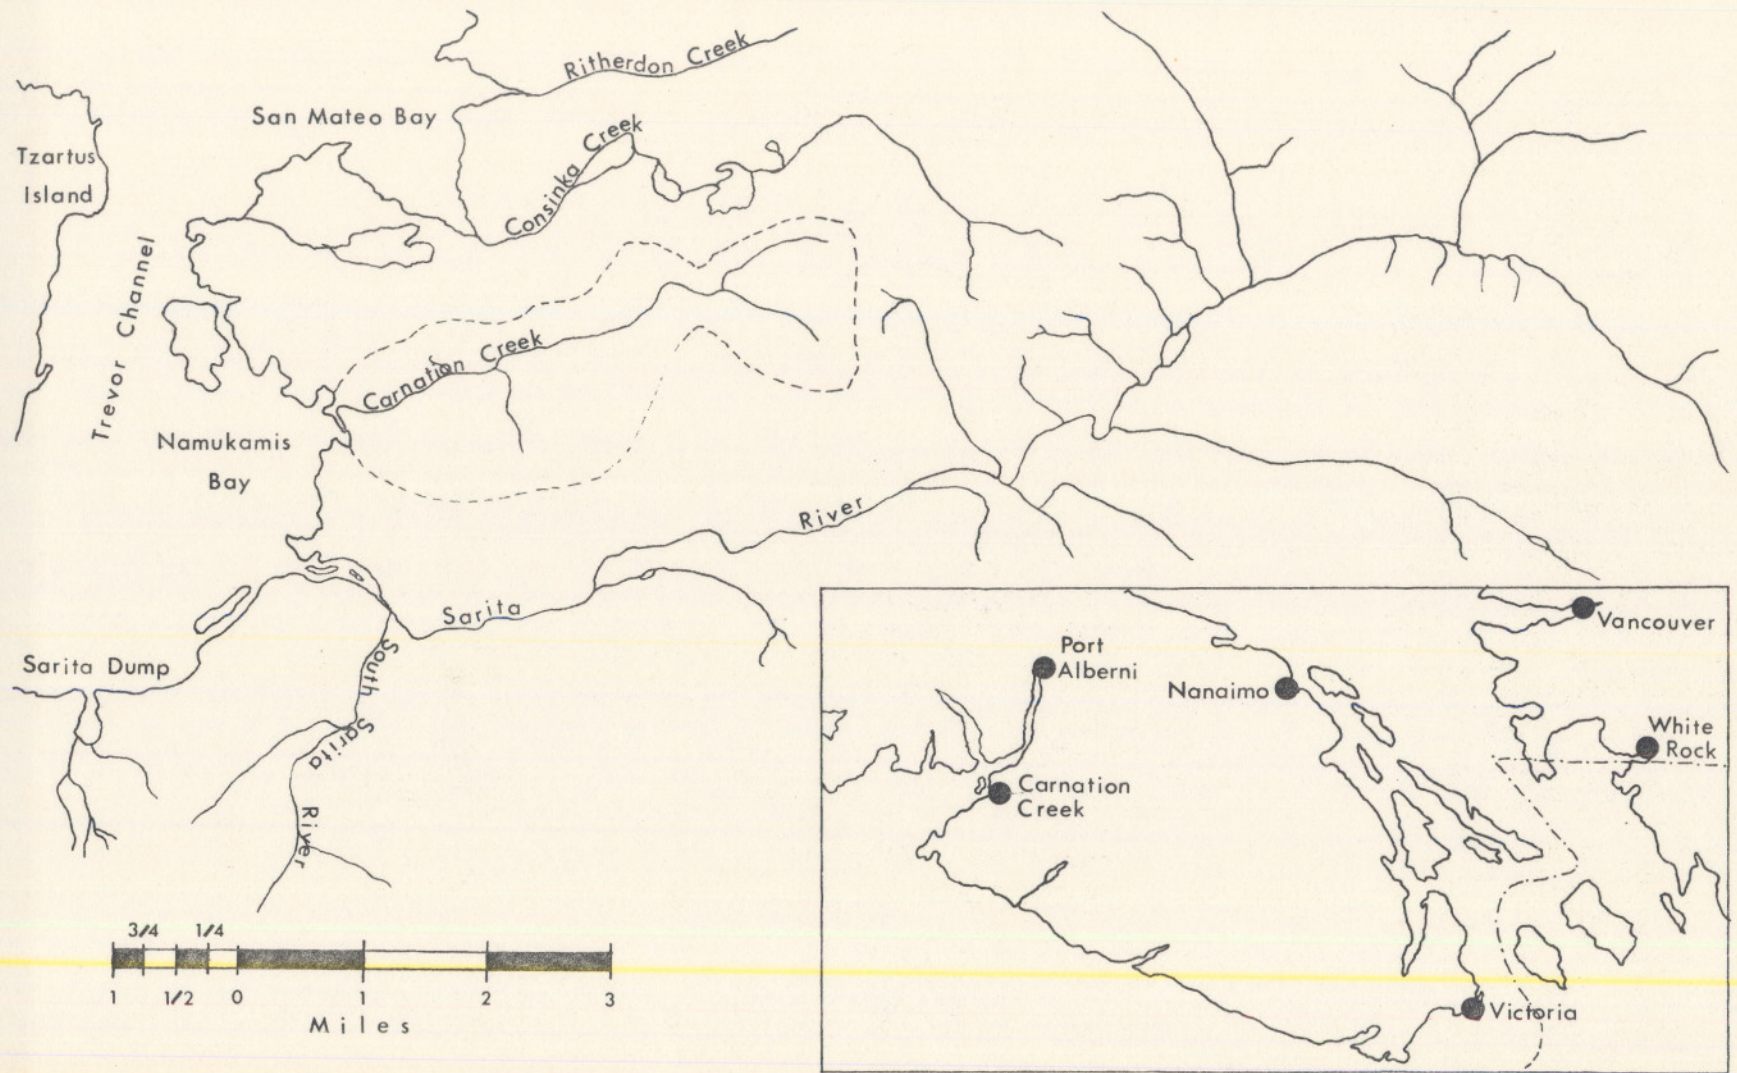 Ritherdon Creek
San Mateo Bay
Consinka Creek
Tzartus
Island
Trevor Channel
Carnation Creek
Namukamis
Bay
River
Sarita
South
Sarita
River
Sarita Dump
3/4 1/4
1 1/2 0 1 2 3
Miles
Vancouver
Port
Alberni
Nanaimo
White
Rock
Carnation
Creek
Victoria